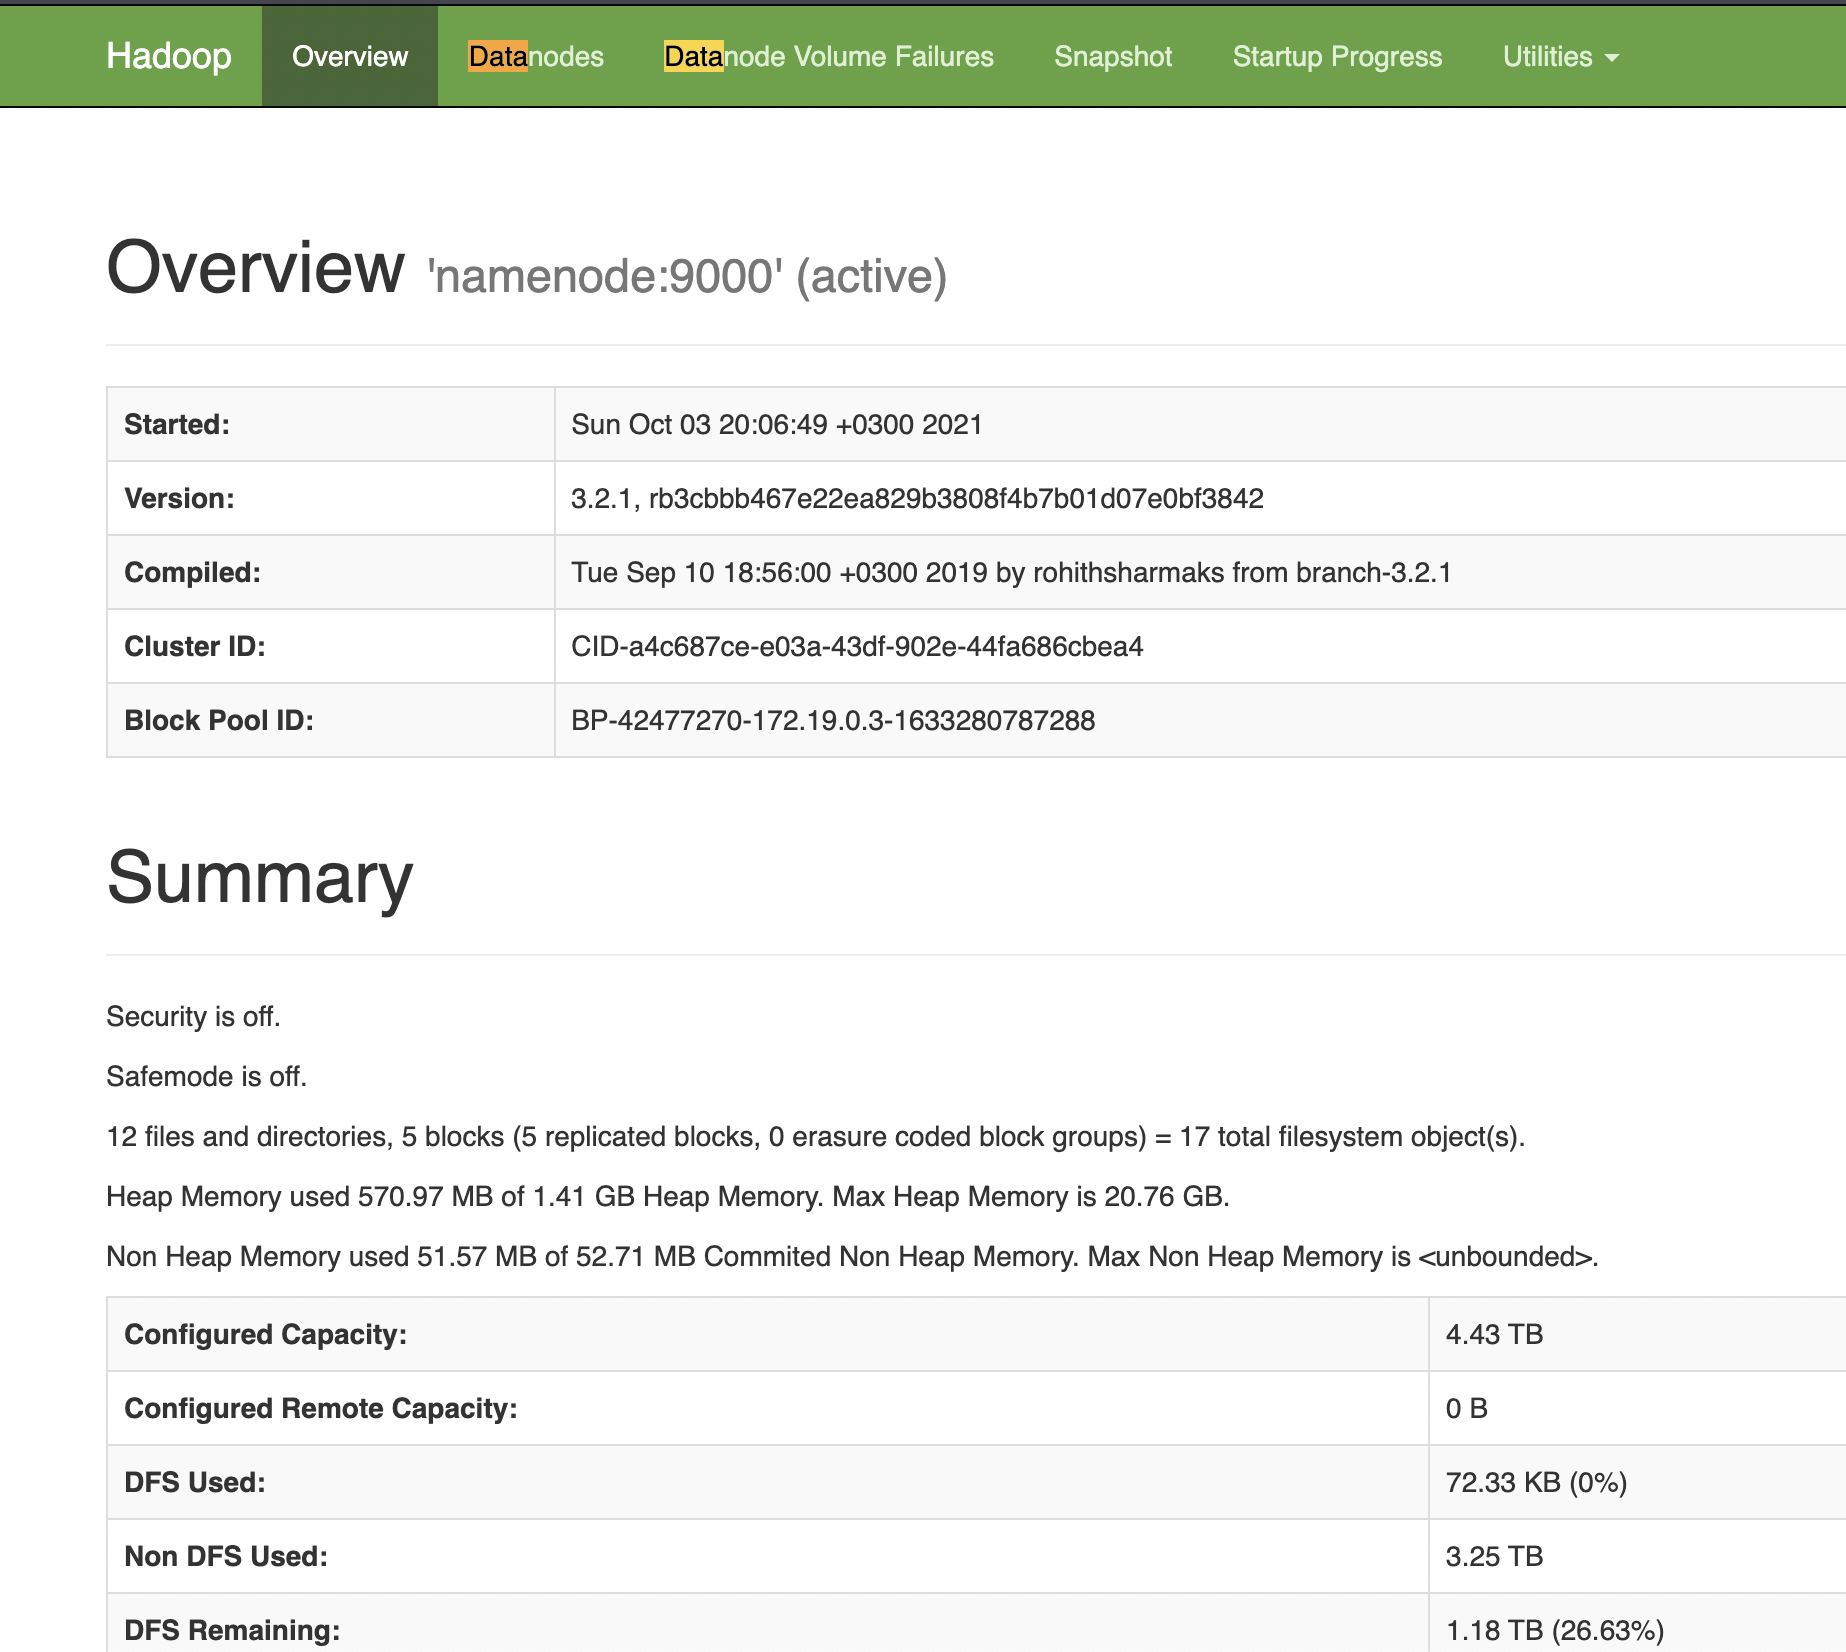 Hadoop Overview Datanodes Datanode Volume Failures Snapshot Startup Progress Utilities
Overview 'namenode:9000' (active)
Started: Sun Oct 03 20:06:49 +0300 2021
Version: 3.2.1, rb3cbbb467e22ea829b3808f4b7b01d07e0bf3842
Compiled: Tue Sep 10 18:56:00 +0300 2019 by rohithsharmaks from branch-3.2.1
Cluster ID: CID-a4c687ce-e03a-43df-902e-44fa686cbea4
Block Pool ID: BP-42477270-172.19.0.3-1633280787288
Summary
Security is off.
Safemode is off.
12 files and directories, 5 blocks (5 replicated blocks, 0 erasure coded block groups) = 17 total filesystem object(s).
Heap Memory used 570.97 MB of 1.41 GB Heap Memory. Max Heap Memory is 20.76 GB.
Non Heap Memory used 51.57 MB of 52.71 MB Commited Non Heap Memory. Max Non Heap Memory is <unbounded>.
Configured Capacity: 4.43 TB
Configured Remote Capacity: 0 B
DFS Used: 72.33 KB (0%)
Non DFS Used: 3.25 TB
DFS Remaining: 1.18 TB (26.63%)